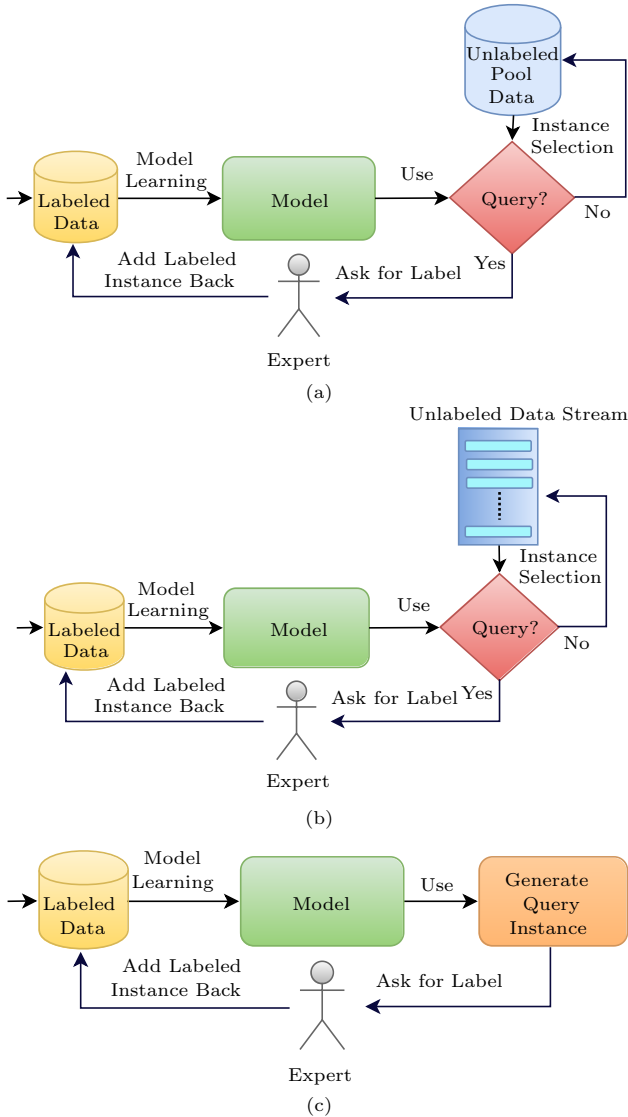 Unlabeled
Pool
Data
Instance
Selection
Model
Learning
Use
Labeled
Data
Model
Query?
No
Yes
Add Labeled
Instance Back
Ask for Label
Expert
(a)
Unlabeled Data Stream
Instance
Selection
Model
Learning
Use
Labeled
Data
Model
Query?
No
Yes
Add Labeled
Instance Back
Ask for Label
Expert
(b)
Model
Learning
Use
Generate
Query
Instance
Labeled
Data
Model
Add Labeled
Instance Back
Ask for Label
Expert
(c)